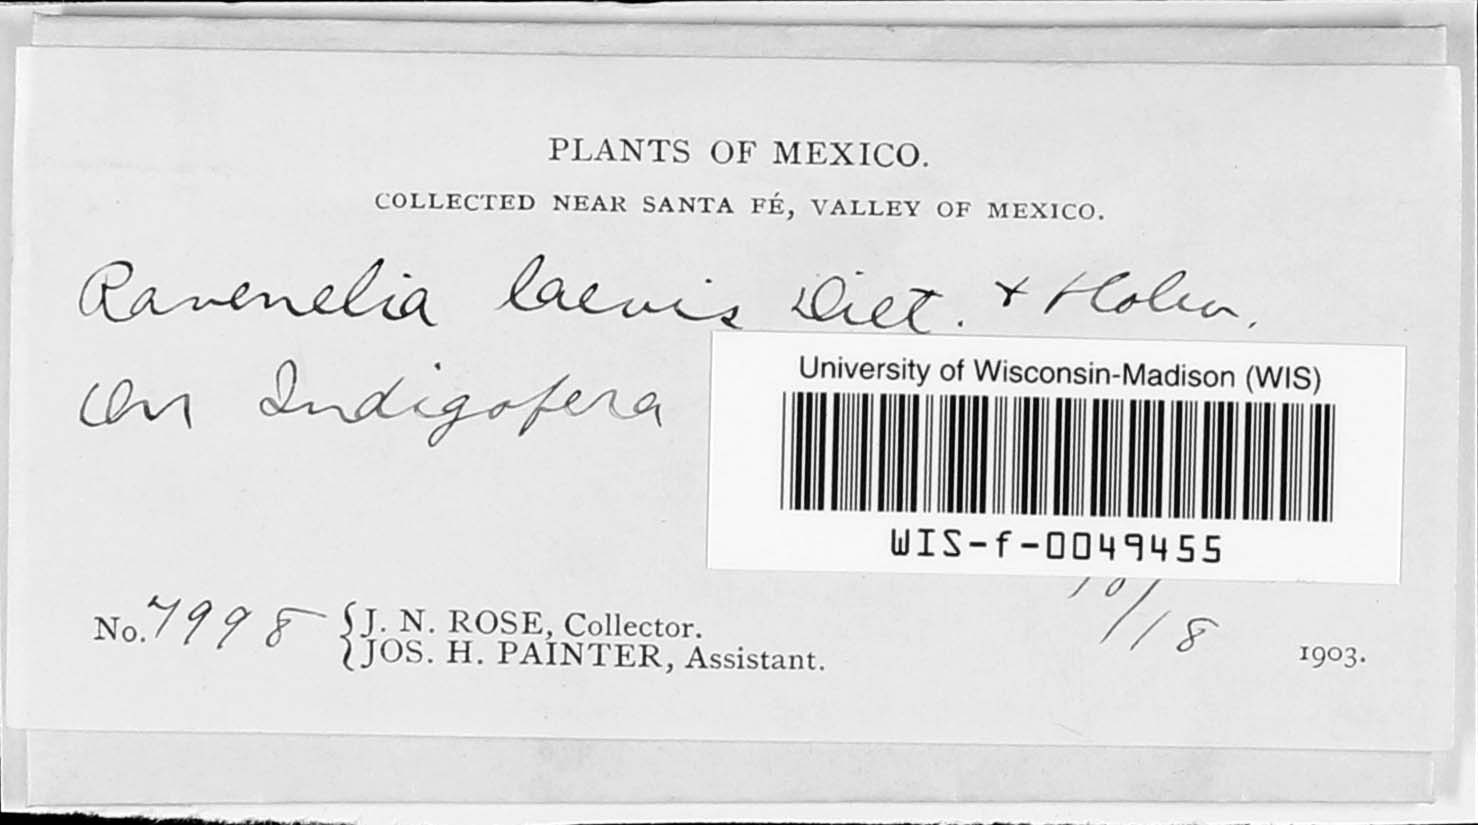 PLANTS OF MEXICO.
COLLECTED NEAR SANTA FÉ, VALLEY OF MEXICO.
Ravenelia laevis Diet. + Holw.
On Indigofera
University of Wisconsin-Madison (WIS)
WIS-f-0049455
No. 7998 J. N. ROSE, Collector.
JOS. H. PAINTER, Assistant.
10/18 1903.